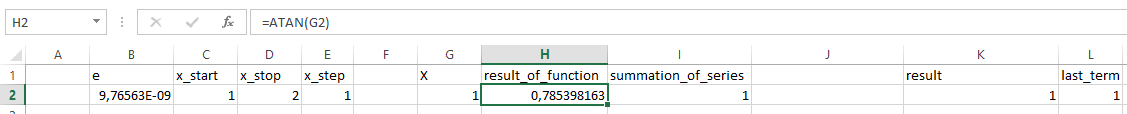 H2 fx =ATAN(G2)
A B C D E F G H I J K L
1 e x_start x_stop x_step X result_of_function summation_of_series result last_term
2 9,76563E-09 1 2 1 1 0,785398163 1 1 1